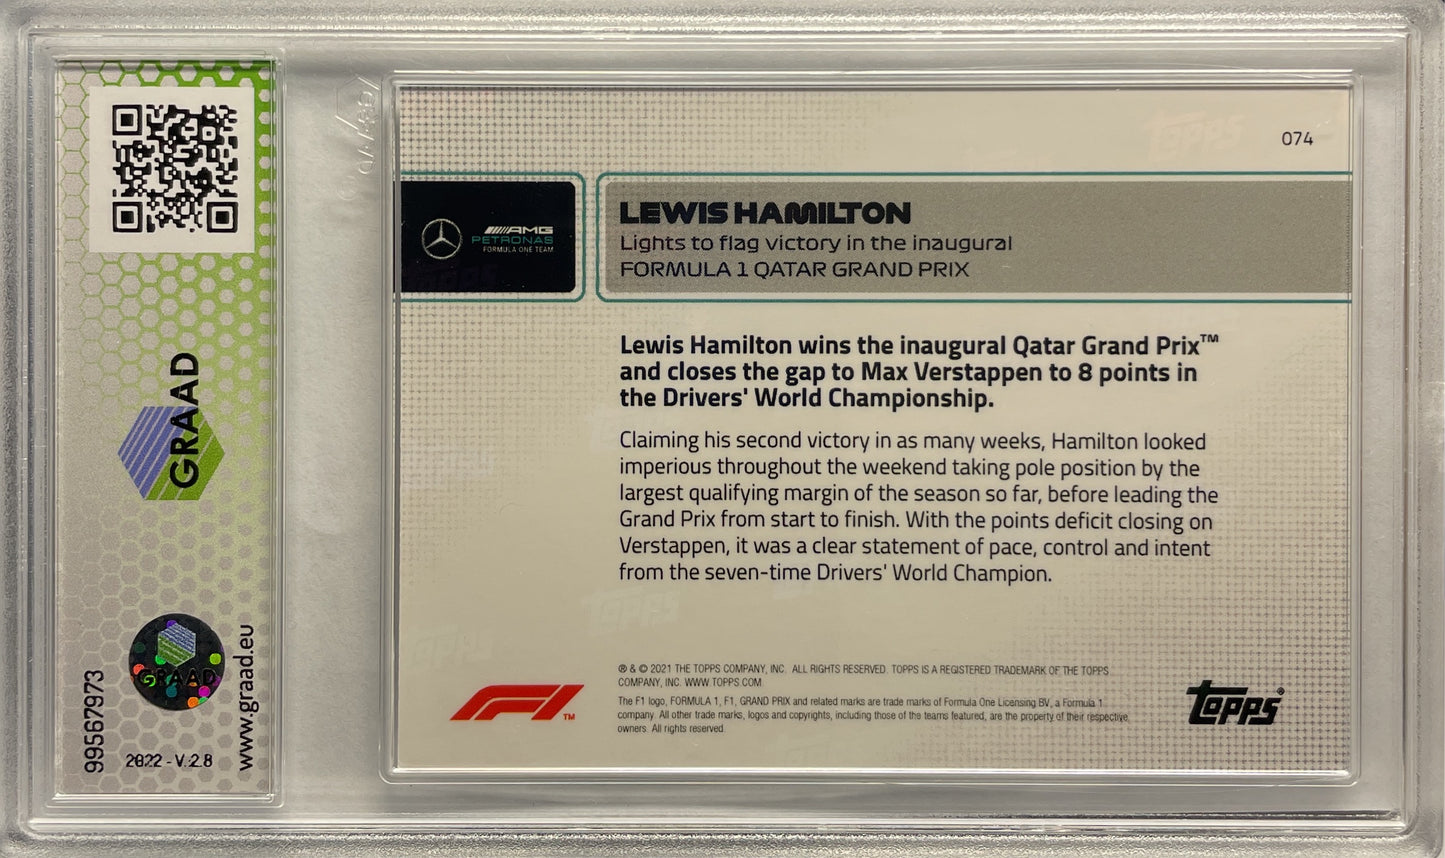 99567973
2022 - V.2.8
www.graad.eu
GRAAD
GRAAD
074
AMG
PETRONAS
FORMULA ONE TEAM
LEWIS HAMILTON
Lights to flag victory in the inaugural
FORMULA 1 QATAR GRAND PRIX
Lewis Hamilton wins the inaugural Qatar Grand Prix™
and closes the gap to Max Verstappen to 8 points in
the Drivers' World Championship.
Claiming his second victory in as many weeks, Hamilton looked
imperious throughout the weekend taking pole position by the
largest qualifying margin of the season so far, before leading the
Grand Prix from start to finish. With the points deficit closing on
Verstappen, it was a clear statement of pace, control and intent
from the seven-time Drivers' World Champion.
® & © 2021 THE TOPPS COMPANY, INC. ALL RIGHTS RESERVED. TOPPS IS A REGISTERED TRADEMARK OF THE TOPPS
COMPANY, INC. WWW.TOPPS.COM.
The F1 logo, FORMULA 1, F1, GRAND PRIX and related marks are trade marks of Formula One Licensing BV, a Formula 1
company. All other trade marks, logos and copyrights, including those of the teams featured, are the property of their respective
owners. All rights reserved.
F1™
Topps®